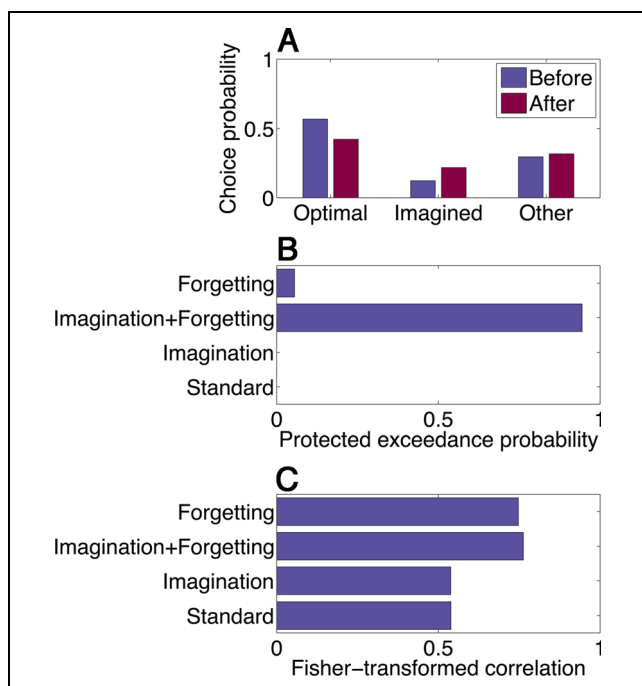 A
Choice probability
1
0.5
0
Before
After
Optimal Imagined Other
B
Forgetting
Imagination+Forgetting
Imagination
Standard
0 0.5 1
Protected exceedance probability
C
Forgetting
Imagination+Forgetting
Imagination
Standard
0 0.5 1
Fisher−transformed correlation